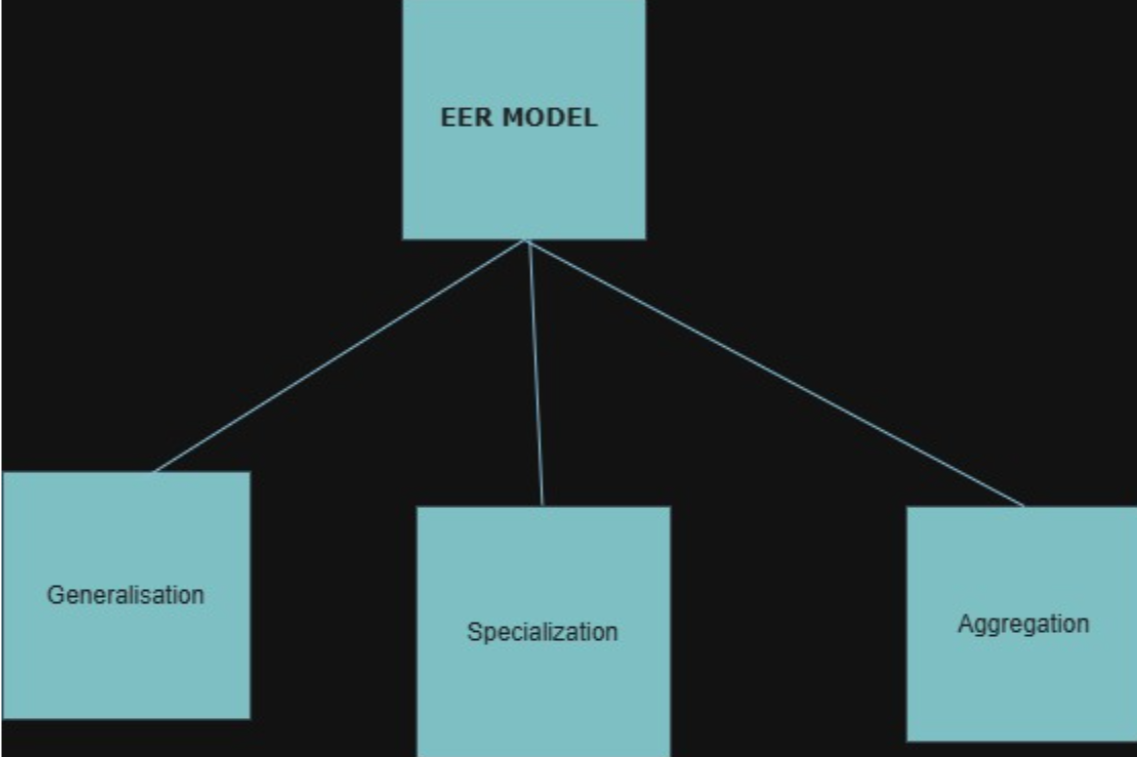 EER MODEL
Generalisation
Specialization
Aggregation